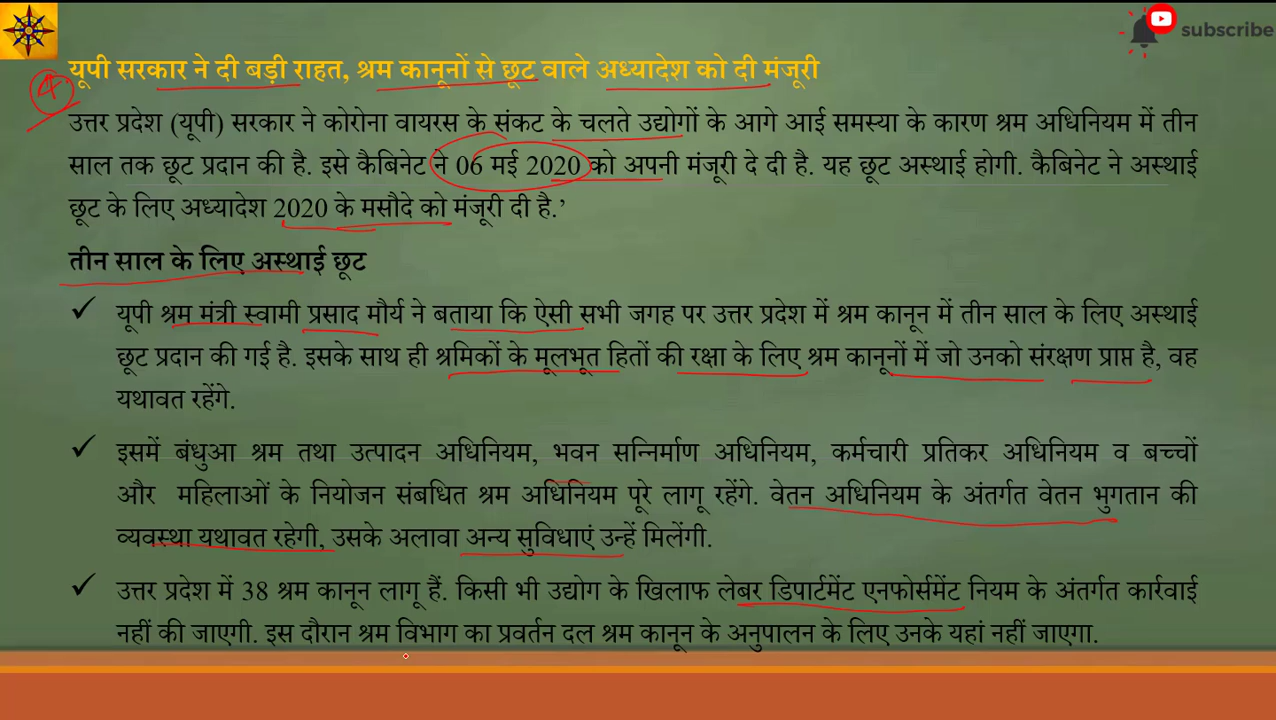 subscribe
④
यूपी सरकार ने दी बड़ी राहत, श्रम कानूनों से छूट वाले अध्यादेश को दी मंजूरी
उत्तर प्रदेश (यूपी) सरकार ने कोरोना वायरस के संकट के चलते उद्योगों के आगे आई समस्या के कारण श्रम अधिनियम में तीन
साल तक छूट प्रदान की है. इसे कैबिनेट ने 06 मई 2020 को अपनी मंजूरी दे दी है. यह छूट अस्थाई होगी. कैबिनेट ने अस्थाई
छूट के लिए अध्यादेश 2020 के मसौदे को मंजूरी दी है.’
तीन साल के लिए अस्थाई छूट
✓ यूपी श्रम मंत्री स्वामी प्रसाद मौर्य ने बताया कि ऐसी सभी जगह पर उत्तर प्रदेश में श्रम कानून में तीन साल के लिए अस्थाई
छूट प्रदान की गई है. इसके साथ ही श्रमिकों के मूलभूत हितों की रक्षा के लिए श्रम कानूनों में जो उनको संरक्षण प्राप्त है, वह
यथावत रहेंगे.
✓ इसमें बंधुआ श्रम तथा उत्पादन अधिनियम, भवन सन्निर्माण अधिनियम, कर्मचारी प्रतिकर अधिनियम व बच्चों
और महिलाओं के नियोजन संबधित श्रम अधिनियम पूरे लागू रहेंगे. वेतन अधिनियम के अंतर्गत वेतन भुगतान की
व्यवस्था यथावत रहेगी, उसके अलावा अन्य सुविधाएं उन्हें मिलेंगी.
✓ उत्तर प्रदेश में 38 श्रम कानून लागू हैं. किसी भी उद्योग के खिलाफ लेबर डिपार्टमेंट एनफोर्समेंट नियम के अंतर्गत कार्रवाई
नहीं की जाएगी. इस दौरान श्रम विभाग का प्रवर्तन दल श्रम कानून के अनुपालन के लिए उनके यहां नहीं जाएगा.